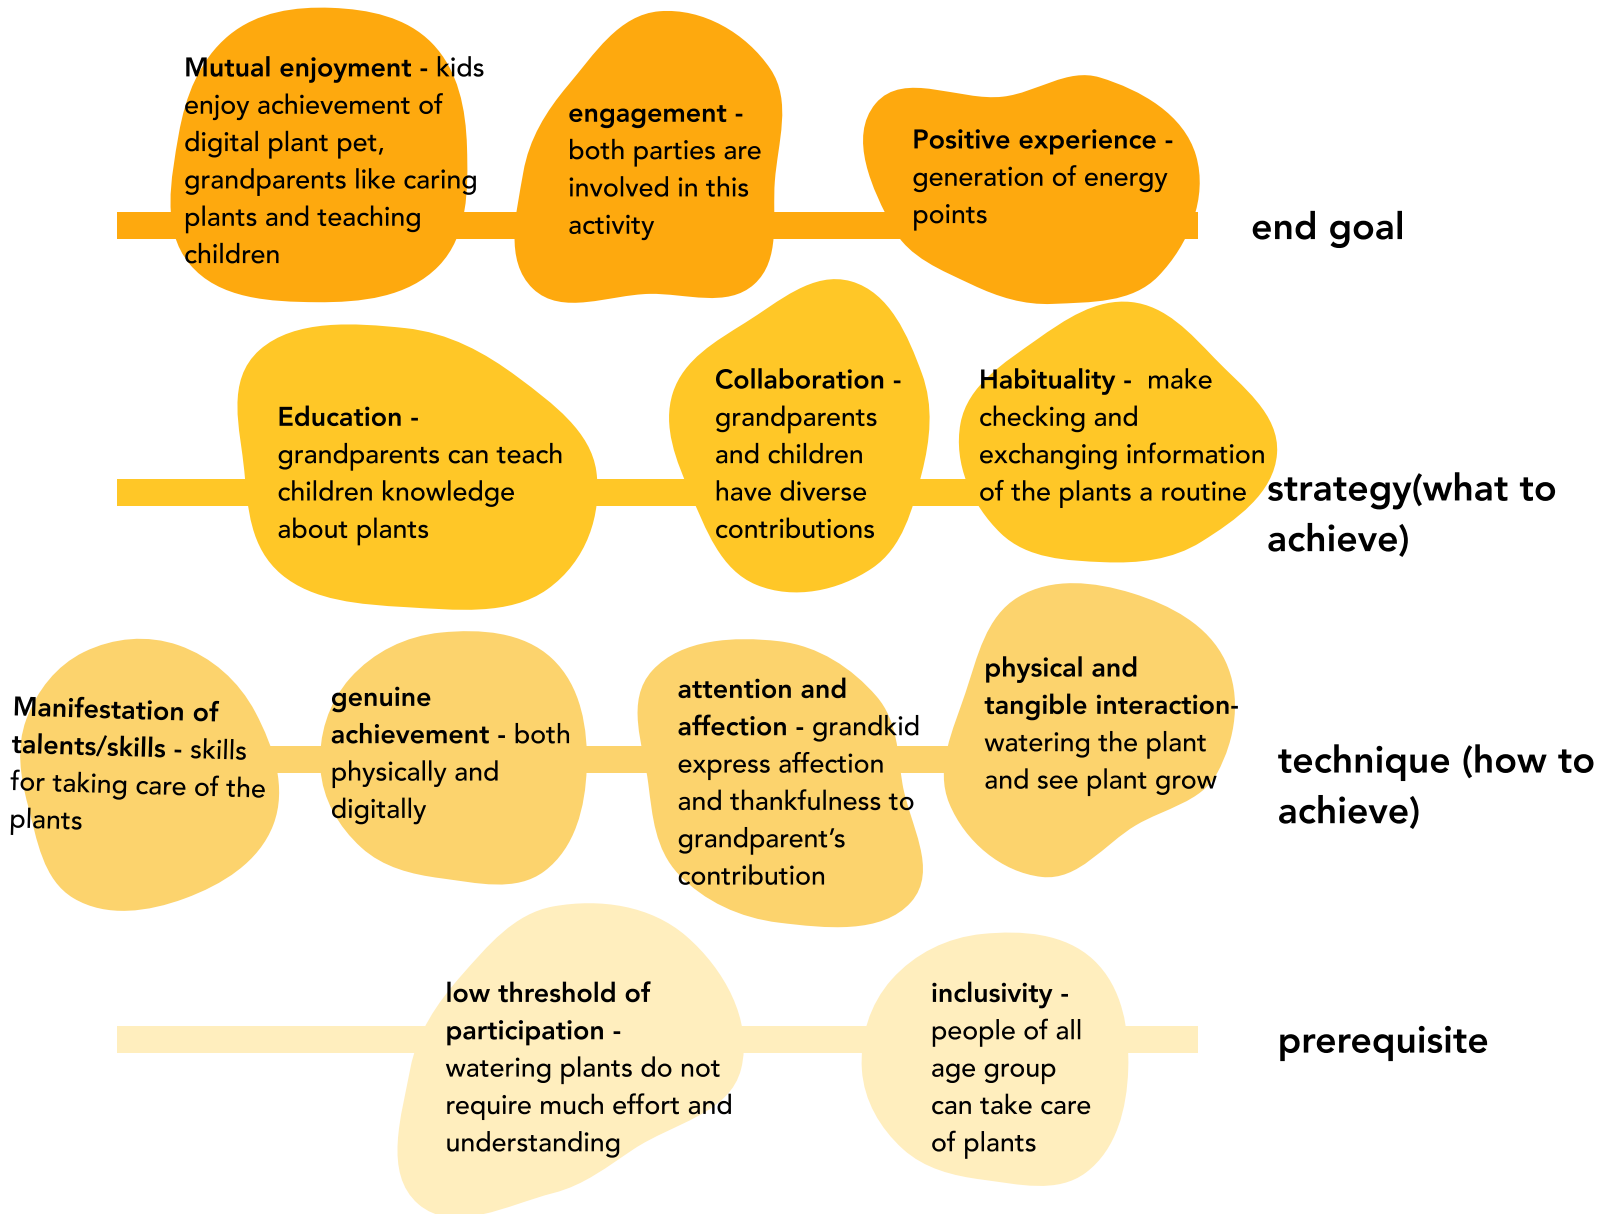 Mutual enjoyment - kids
enjoy achievement of
digital plant pet,
grandparents like caring
plants and teaching
children
engagement -
both parties are
involved in this
activity
Positive experience -
generation of energy
points
end goal
Education -
grandparents can teach
children knowledge
about plants
Collaboration -
grandparents
and children
have diverse
contributions
Habituality -  make
checking and
exchanging information
of the plants a routine
strategy(what to
achieve)
Manifestation of
talents/skills - skills
for taking care of the
plants
genuine
achievement - both
physically and
digitally
attention and
affection - grandkid
express affection
and thankfulness to
grandparent’s
contribution
physical and
tangible interaction-
watering the plant
and see plant grow
technique (how to
achieve)
low threshold of
participation -
watering plants do not
require much effort and
understanding
inclusivity -
people of all
age group
can take care
of plants
prerequisite